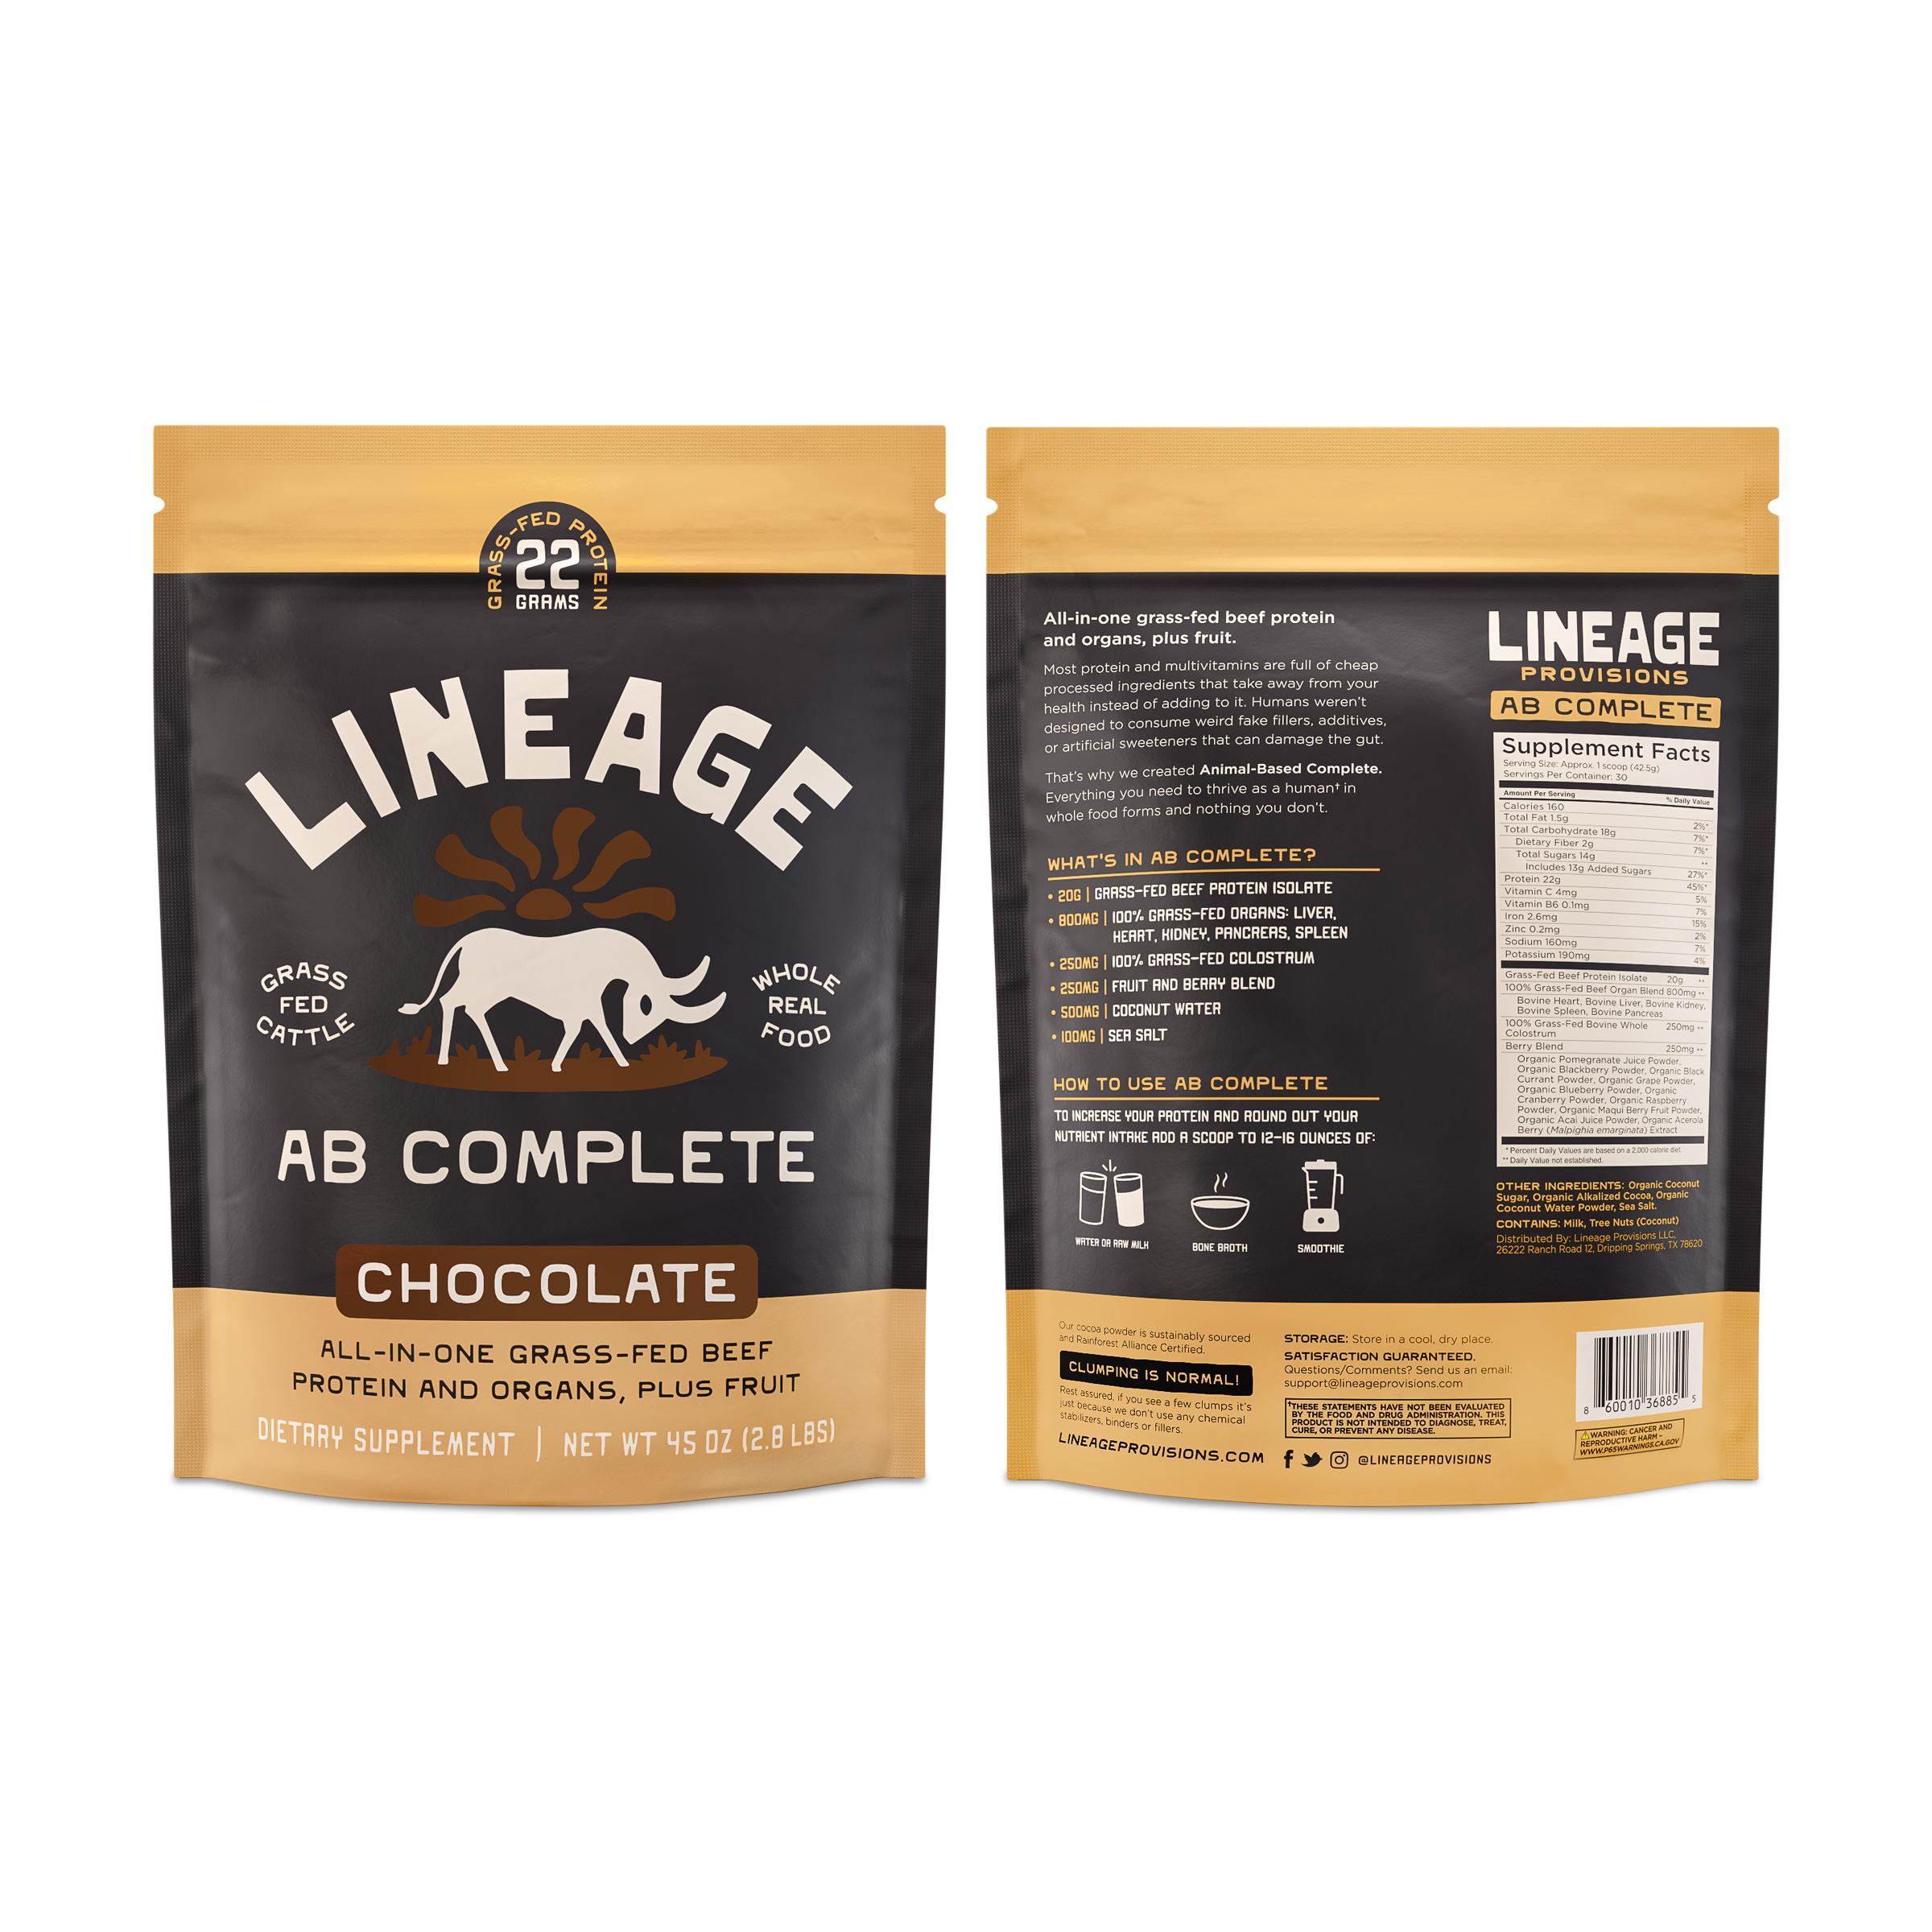 GRASS-FED PROTEIN
22
GRAMS
LINEAGE
GRASS
FED
CATTLE
WHOLE
REAL
FOOD
AB COMPLETE
CHOCOLATE
ALL-IN-ONE GRASS-FED BEEF
PROTEIN AND ORGANS, PLUS FRUIT
DIETARY SUPPLEMENT | NET WT 45 OZ (2.8 LBS)
All-in-one grass-fed beef protein
and organs, plus fruit.
Most protein and multivitamins are full of cheap
processed ingredients that take away from your
health instead of adding to it. Humans weren't
designed to consume weird fake fillers, additives,
or artificial sweeteners that can damage the gut.
That's why we created Animal-Based Complete.
Everything you need to thrive as a human† in
whole food forms and nothing you don't.
WHAT'S IN AB COMPLETE?
• 20G | GRASS-FED BEEF PROTEIN ISOLATE
• 800MG | 100% GRASS-FED ORGANS: LIVER,
HEART, KIDNEY, PANCREAS, SPLEEN
• 250MG | 100% GRASS-FED COLOSTRUM
• 250MG | FRUIT AND BERRY BLEND
• 500MG | COCONUT WATER
• 100MG | SEA SALT
HOW TO USE AB COMPLETE
TO INCREASE YOUR PROTEIN AND ROUND OUT YOUR
NUTRIENT INTAKE ADD A SCOOP TO 12-16 OUNCES OF:
WATER OR RAW MILK
BONE BROTH
SMOOTHIE
LINEAGE
PROVISIONS
AB COMPLETE
Supplement Facts
Serving Size: Approx. 1 scoop (42.5g)
Servings Per Container: 30
Amount Per Serving % Daily Value
Calories 160
Total Fat 1.5g 2%*
Total Carbohydrate 18g 7%*
Dietary Fiber 2g 7%*
Total Sugars 14g **
Includes 13g Added Sugars 27%*
Protein 22g 45%*
Vitamin C 4mg 5%
Vitamin B6 0.1mg 7%
Iron 2.6mg 15%
Zinc 0.2mg 2%
Sodium 160mg 7%
Potassium 190mg 4%
Grass-Fed Beef Protein Isolate 20g **
100% Grass-Fed Beef Organ Blend 800mg **
Bovine Heart, Bovine Liver, Bovine Kidney,
Bovine Spleen, Bovine Pancreas
100% Grass-Fed Bovine Whole 250mg **
Colostrum
Berry Blend 250mg **
Organic Pomegranate Juice Powder,
Organic Blackberry Powder, Organic Black
Currant Powder, Organic Grape Powder,
Organic Blueberry Powder, Organic
Cranberry Powder, Organic Raspberry
Powder, Organic Maqui Berry Fruit Powder,
Organic Acai Juice Powder, Organic Acerola
Berry (Malpighia emarginata) Extract
* Percent Daily Values are based on a 2,000 calorie diet.
** Daily Value not established.
OTHER INGREDIENTS: Organic Coconut
Sugar, Organic Alkalized Cocoa, Organic
Coconut Water Powder, Sea Salt.
CONTAINS: Milk, Tree Nuts (Coconut)
Distributed By: Lineage Provisions LLC.
26222 Ranch Road 12, Dripping Springs, TX 78620
Our cocoa powder is sustainably sourced
and Rainforest Alliance Certified.
CLUMPING IS NORMAL!
Rest assured, if you see a few clumps it's
just because we don't use any chemical
stabilizers, binders or fillers.
LINEAGEPROVISIONS.COM
STORAGE: Store in a cool, dry place.
SATISFACTION GUARANTEED.
Questions/Comments? Send us an email:
support@lineageprovisions.com
†THESE STATEMENTS HAVE NOT BEEN EVALUATED
BY THE FOOD AND DRUG ADMINISTRATION. THIS
PRODUCT IS NOT INTENDED TO DIAGNOSE, TREAT,
CURE, OR PREVENT ANY DISEASE.
@LINEAGEPROVISIONS
8 60010 36885 5
WARNING: CANCER AND
REPRODUCTIVE HARM -
WWW.P65WARNINGS.CA.GOV